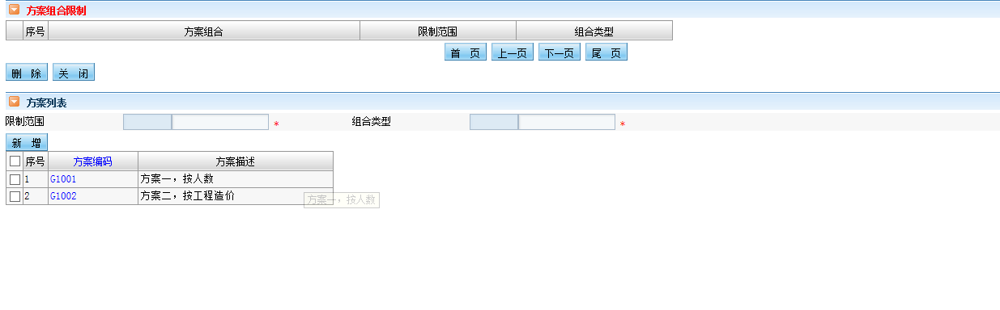 方案组合限制
序号 方案组合 限制范围 组合类型
首 页 上一页 下一页 尾 页
删 除 关 闭
方案列表
限制范围 * 组合类型 *
新 增
序号 方案编码 方案描述
1 G1001 方案一，按人数
2 G1002 方案二，按工程造价
方案一，按人数